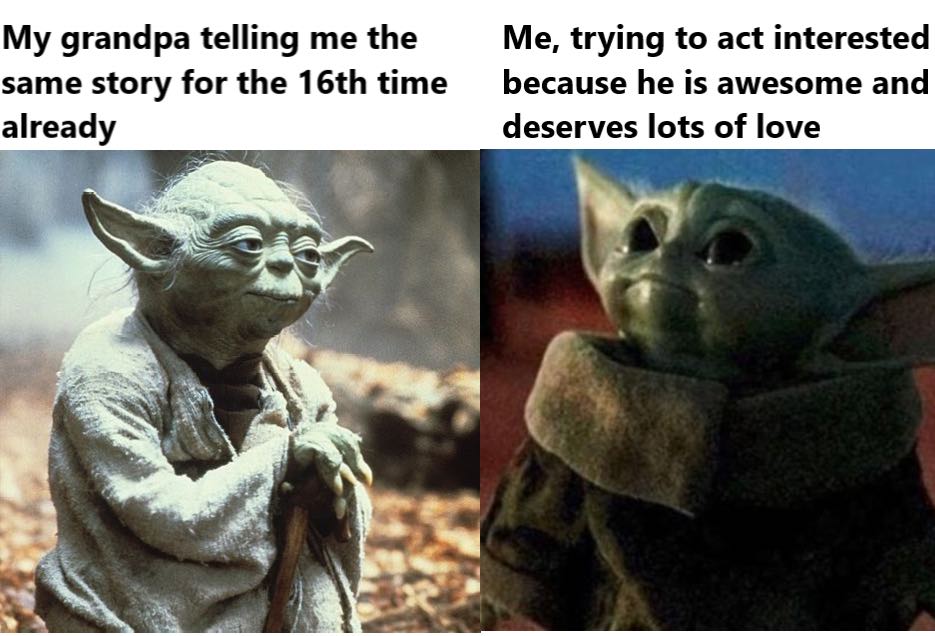 My grandpa telling me the
same story for the 16th time
already
Me, trying to act interested
because he is awesome and
deserves lots of love